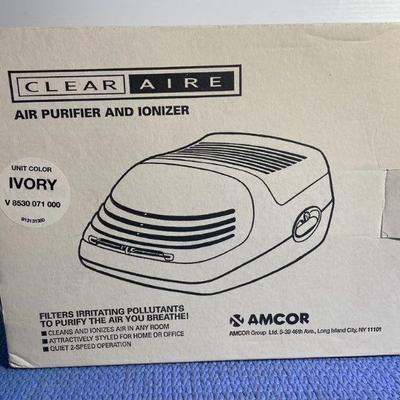 CLEAR AIRE
AIR PURIFIER AND IONIZER
UNIT COLOR
IVORY
V 8530 071 000
FILTERS IRRITATING POLLUTANTS
TO PURIFY THE AIR YOU BREATHE!
CLEANS AND IONIZES AIR IN ANY ROOM
ATTRACTIVELY STYLED FOR HOME OR OFFICE
QUIET 2-SPEED OPERATION
AMCOR
AMCOR Group Ltd. 5-39 46th Ave., Long Island City, NY 11101